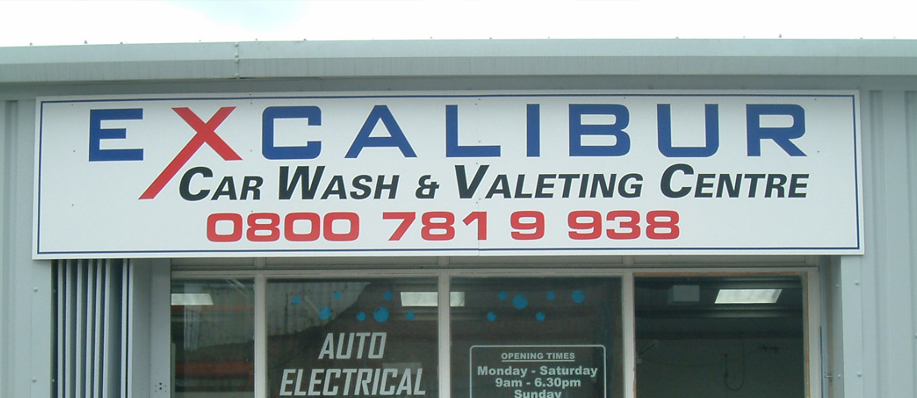 EXCALIBUR
CAR WASH & VALETING CENTRE
0800 781 9 938
AUTO
ELECTRICAL
OPENING TIMES
Monday - Saturday
9am - 6.30pm
Sunday